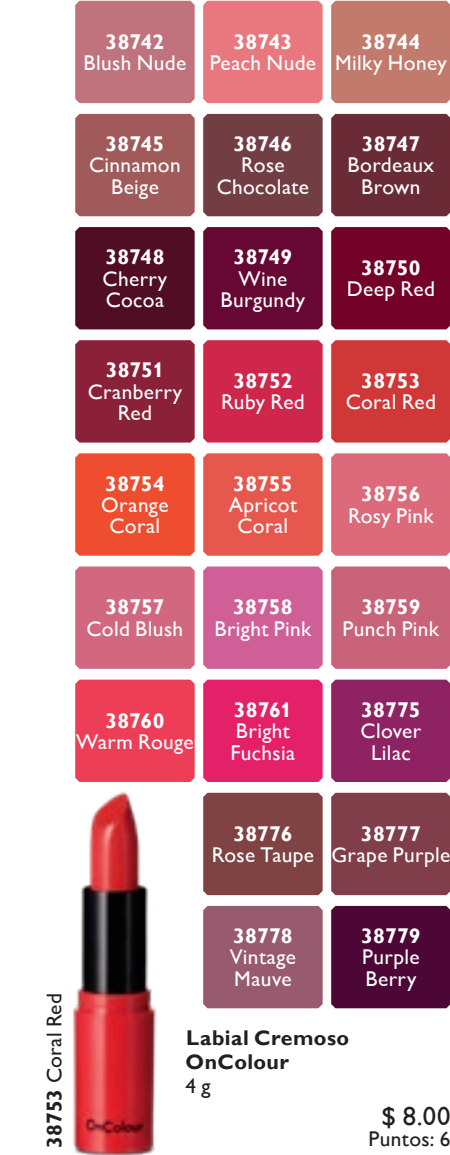 38742
Blush Nude
38743
Peach Nude
38744
Milky Honey
38745
Cinnamon
Beige
38746
Rose
Chocolate
38747
Bordeaux
Brown
38748
Cherry
Cocoa
38749
Wine
Burgundy
38750
Deep Red
38751
Cranberry
Red
38752
Ruby Red
38753
Coral Red
38754
Orange
Coral
38755
Apricot
Coral
38756
Rosy Pink
38757
Cold Blush
38758
Bright Pink
38759
Punch Pink
38760
Warm Rouge
38761
Bright
Fuchsia
38775
Clover
Lilac
38776
Rose Taupe
38777
Grape Purple
38778
Vintage
Mauve
38779
Purple
Berry
38753 Coral Red
OnColour
Labial Cremoso
OnColour
4 g
$ 8.00
Puntos: 6